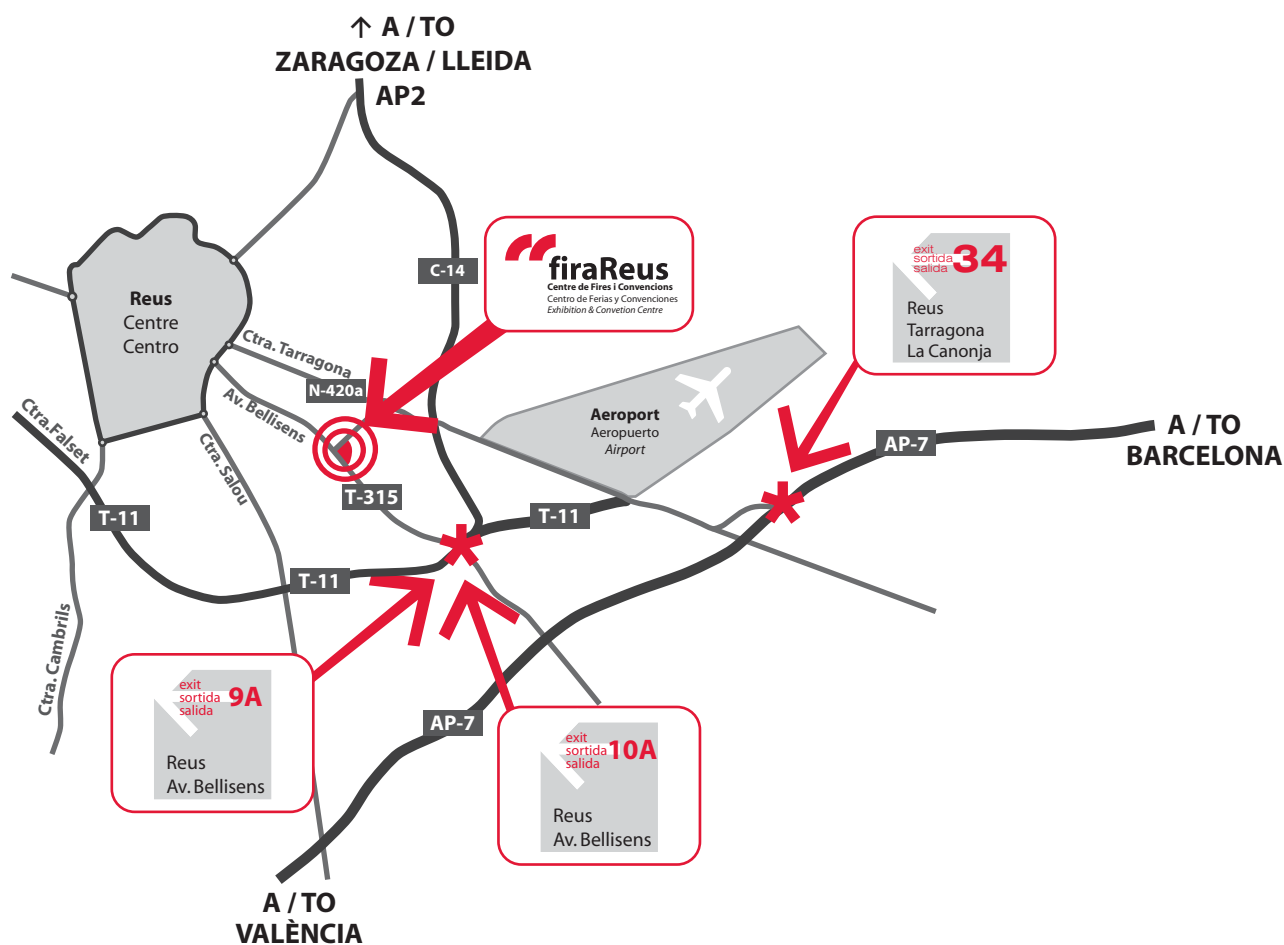 ↑ A / TO
ZARAGOZA / LLEIDA
AP2
C-14
firaReus
Centre de Fires i Convencions
Centro de Ferias y Convenciones
Exhibition & Convetion Centre
exit
sortida
salida
34
Reus
Tarragona
La Canonja
Reus
Centre
Centro
Ctra. Tarragona
N-420a
Av. Bellisens
Aeroport
Aeropuerto
Airport
AP-7
A / TO
BARCELONA
Ctra.Falset
Ctra. Salou
T-315
T-11
T-11
T-11
Ctra. Cambrils
exit
sortida
salida
9A
Reus
Av. Bellisens
AP-7
exit
sortida
salida
10A
Reus
Av. Bellisens
A / TO
VALÈNCIA